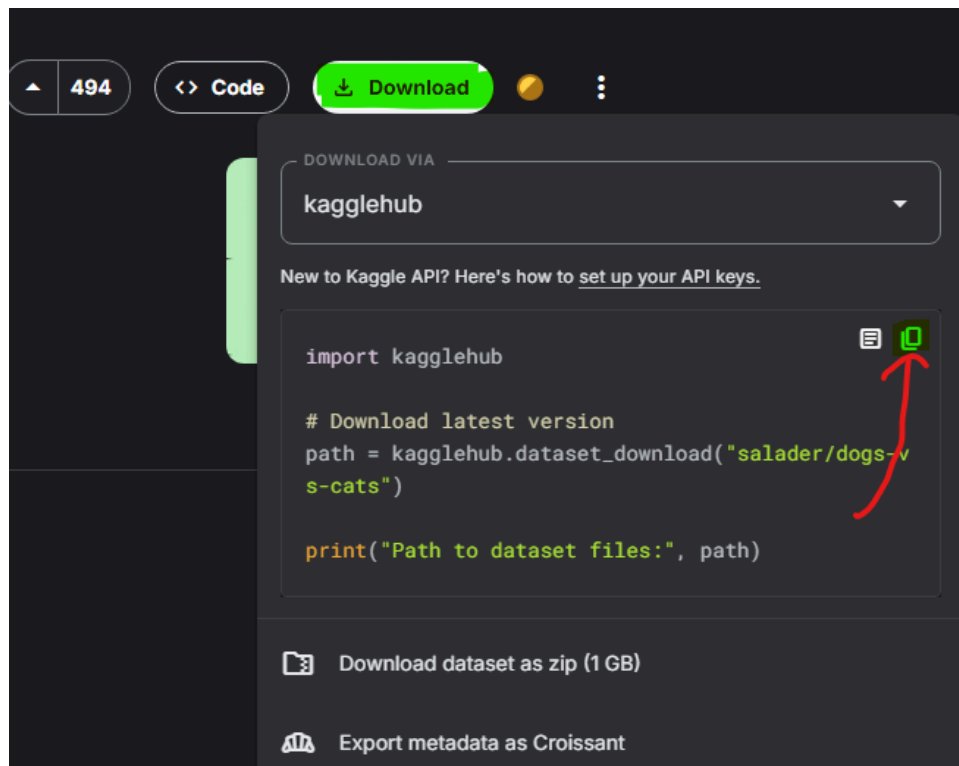 494
<> Code
Download
DOWNLOAD VIA
kagglehub
New to Kaggle API? Here's how to set up your API keys.
import kagglehub
# Download latest version
path = kagglehub.dataset_download("salader/dogs-v
s-cats")
print("Path to dataset files:", path)
Download dataset as zip (1 GB)
Export metadata as Croissant